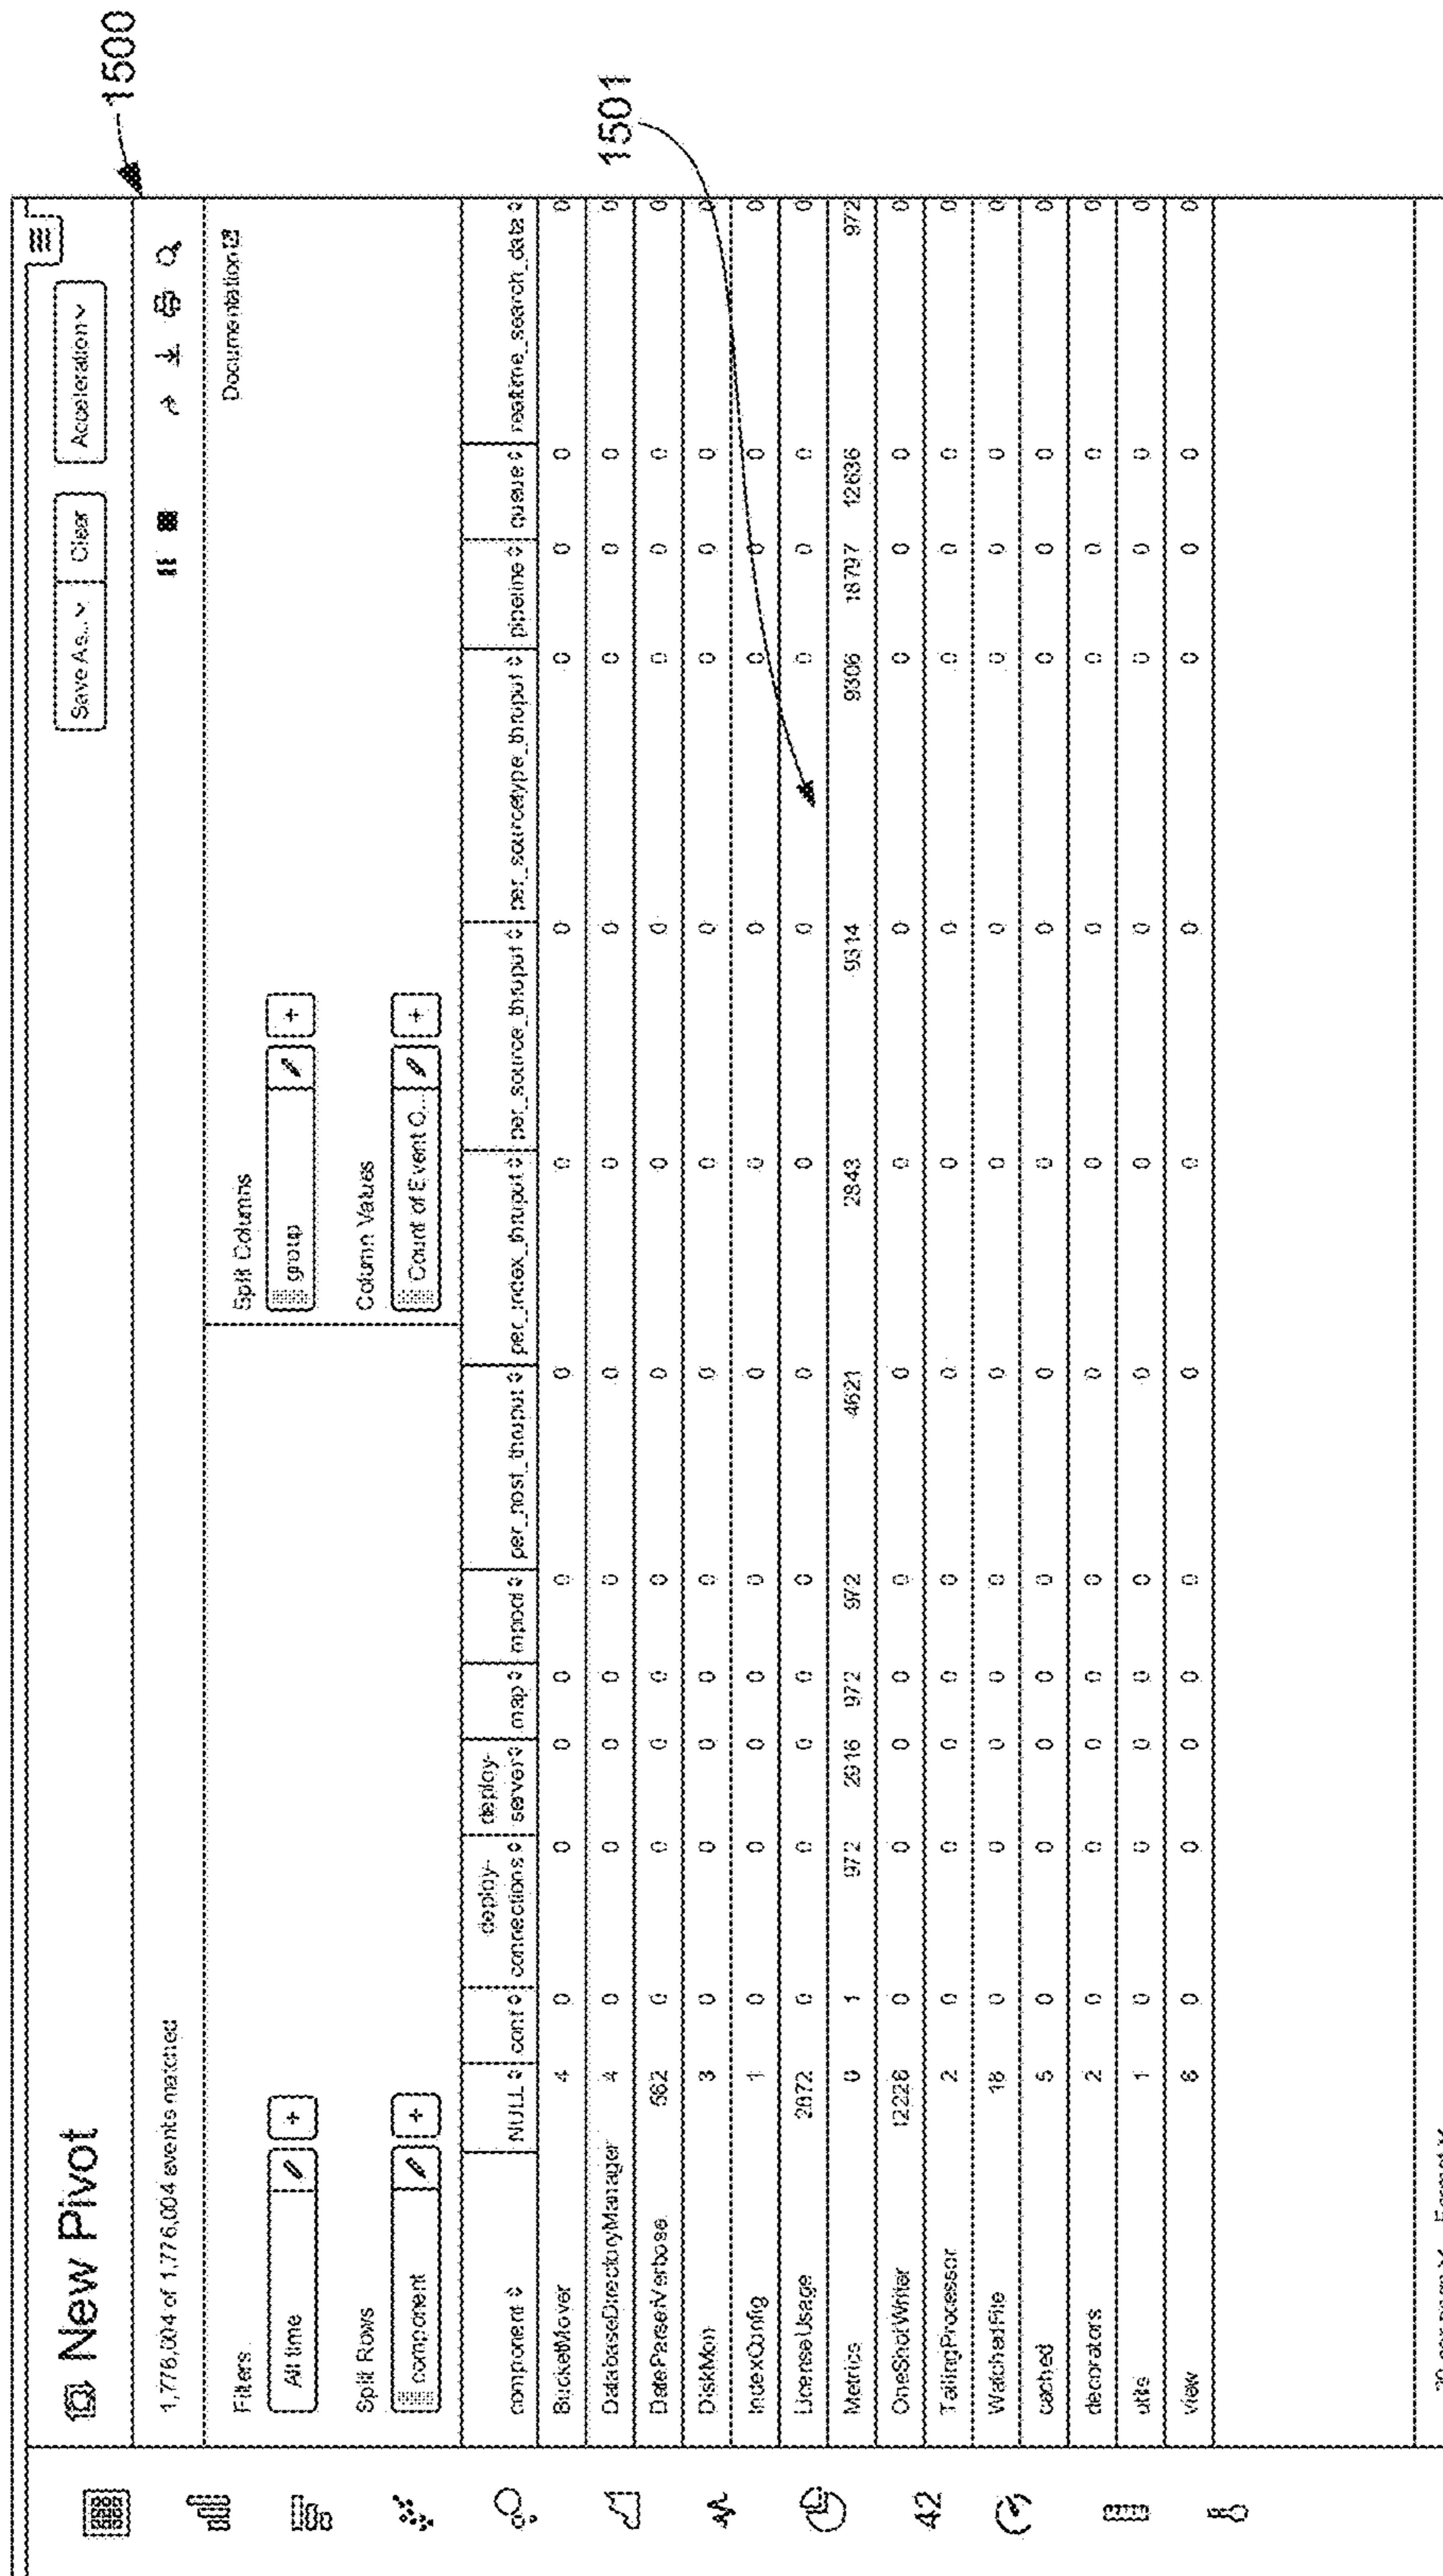 1500
New Pivot
Save As... Clear Acceleration
1,776,004 of 1,776,004 events matched
Filters Split Columns Documentation
All time + group +
Split Rows Column Values
component + Count of Event O... +
component NULL conf deploy-connections deploy-server map mpool per_host_thruput per_index_thruput per_source_thruput per_sourcetype_thruput pipeline queue realtime_search_data
BucketMover 4 0 0 0 0 0 0 0 0 0 0 0 0
DatabaseDirectoryManager 4 0 0 0 0 0 0 0 0 0 0 0 0
DateParserVerbose 562 0 0 0 0 0 0 0 0 0 0 0 0
DiskMon 3 0 0 0 0 0 0 0 0 0 0 0 0
1501
IndexConfig 1 0 0 0 0 0 0 0 0 0 0 0 0
LicenseUsage 2872 0 0 0 0 0 0 0 0 0 0 0 0
Metrics 0 1 972 2916 972 972 4621 2843 9314 9306 18797 12636 972
OneShotWriter 12226 0 0 0 0 0 0 0 0 0 0 0 0
TailingProcessor 2 0 0 0 0 0 0 0 0 0 0 0 0
WatchedFile 18 0 0 0 0 0 0 0 0 0 0 0 0
cached 5 0 0 0 0 0 0 0 0 0 0 0 0
decorators 2 0 0 0 0 0 0 0 0 0 0 0 0
utils 1 0 0 0 0 0 0 0 0 0 0 0 0
view 6 0 0 0 0 0 0 0 0 0 0 0 0
42